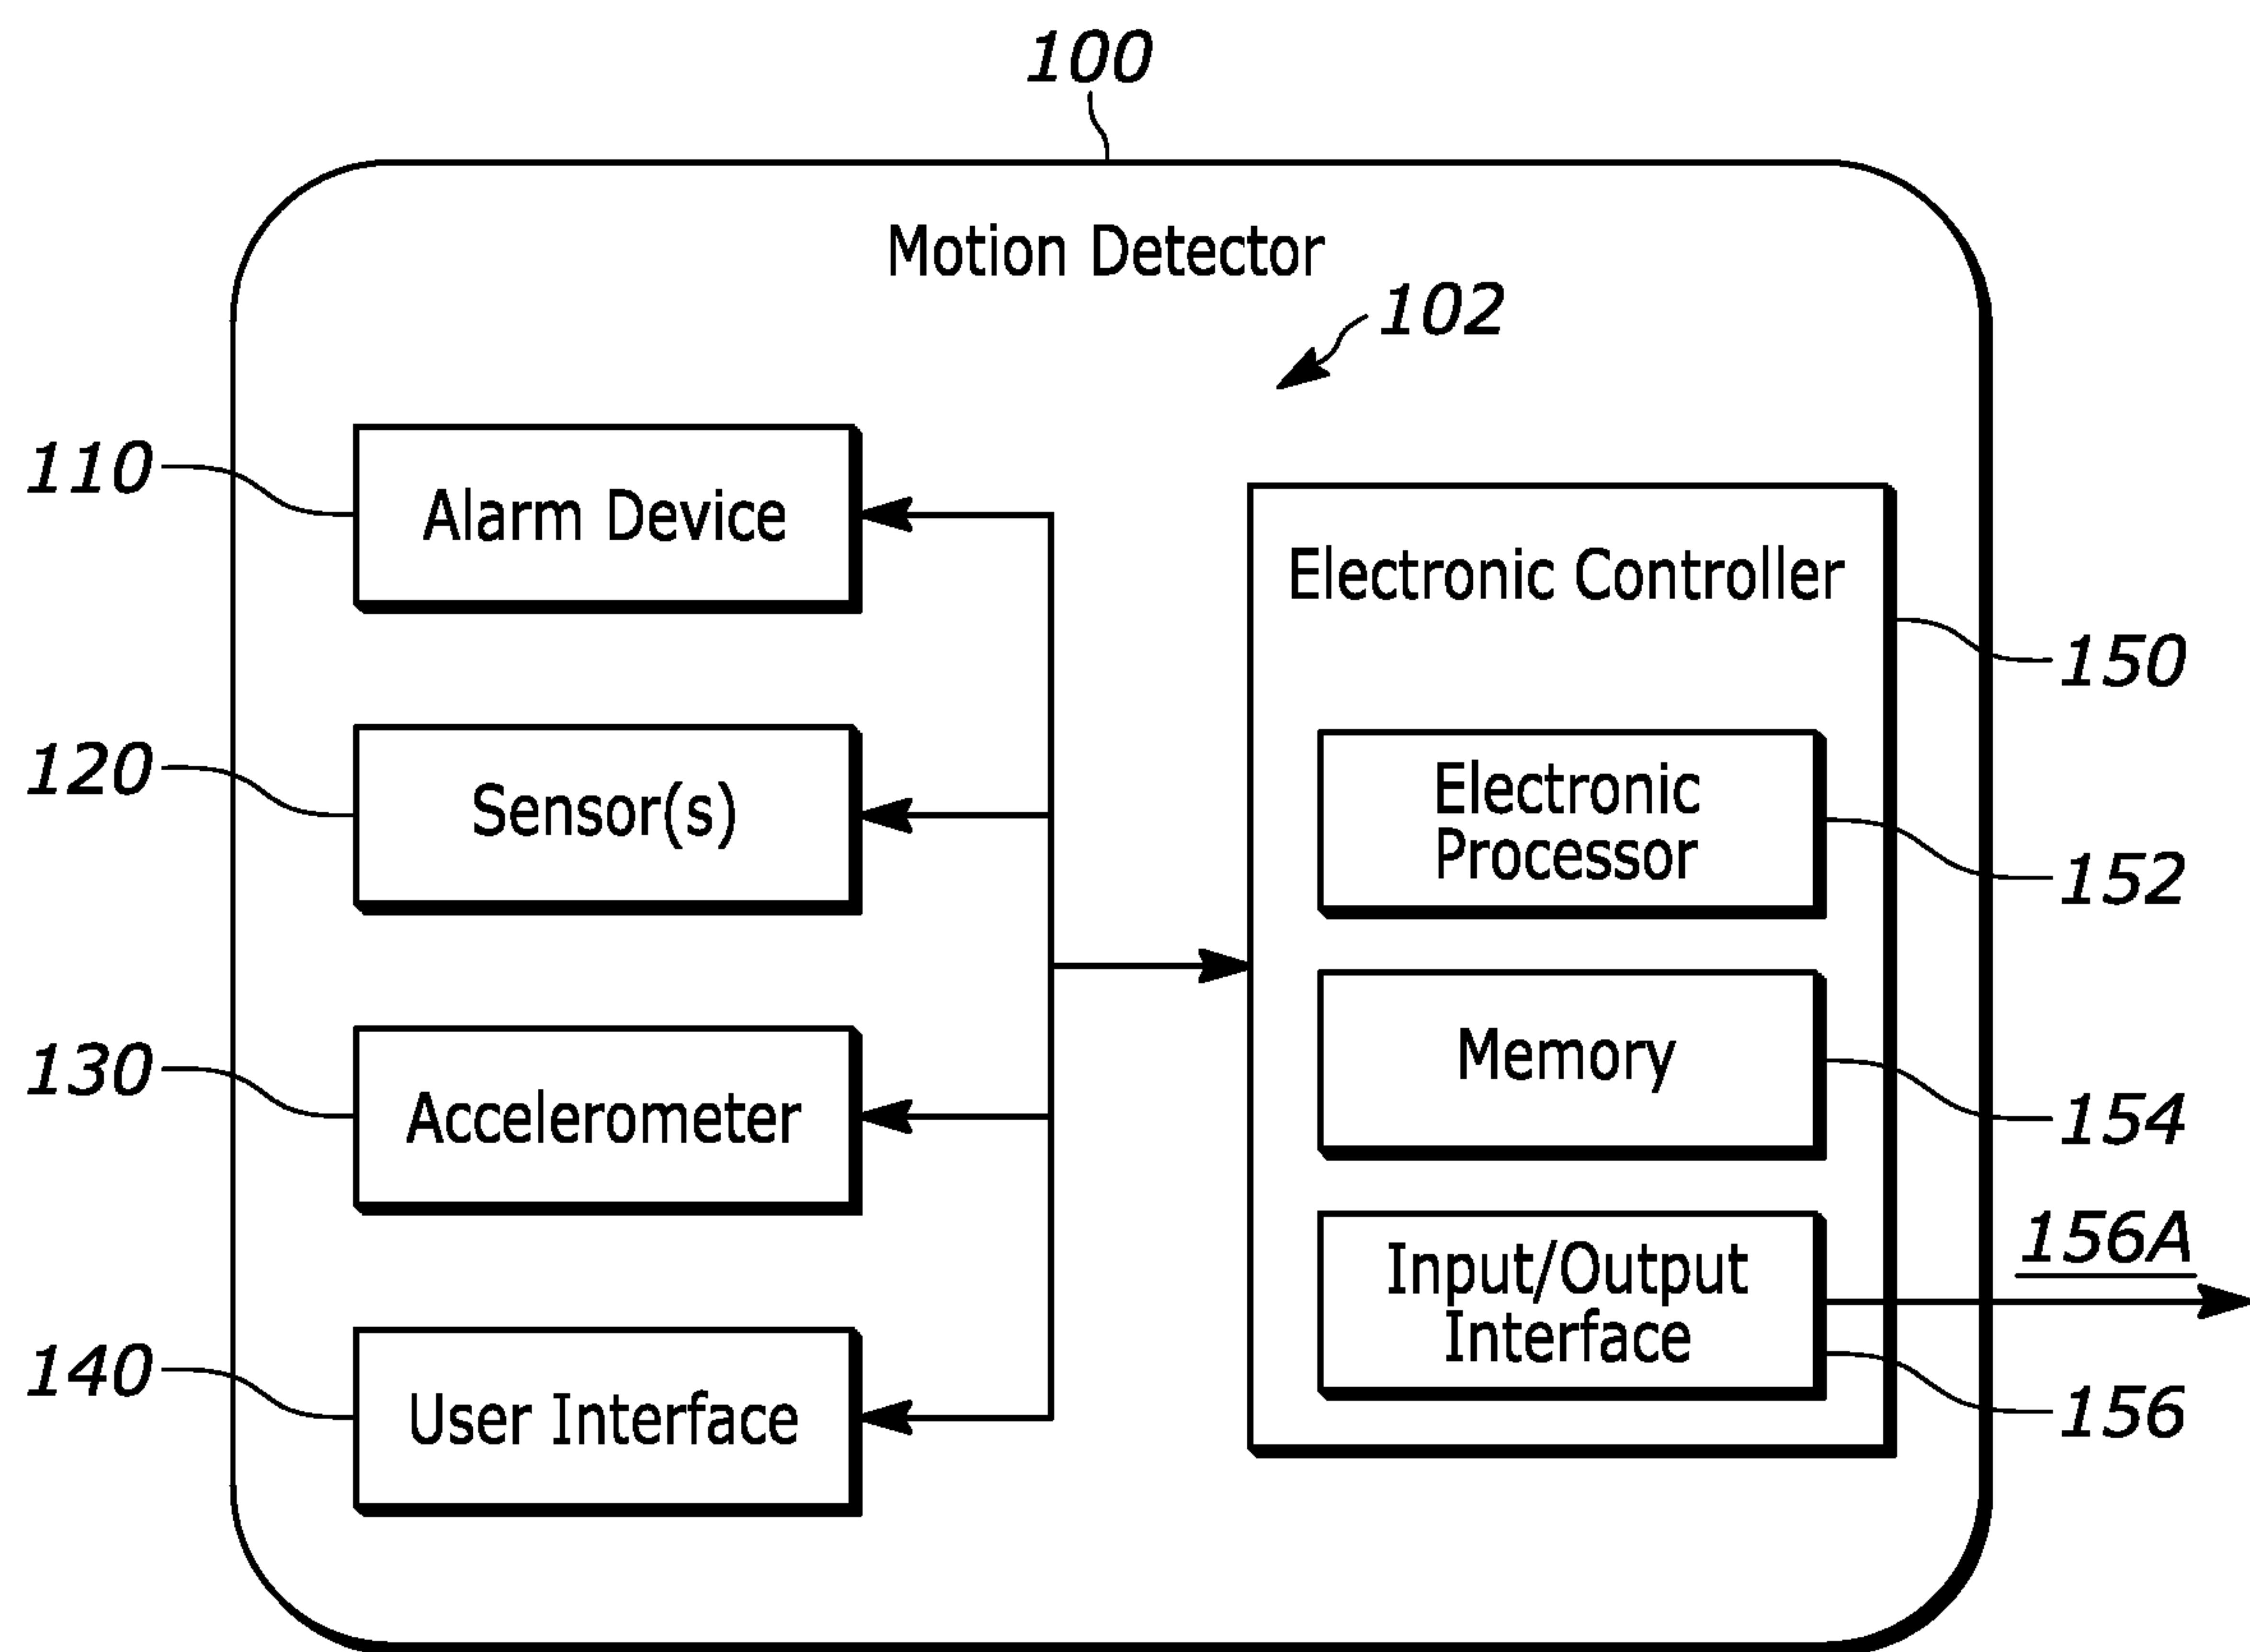 100
Motion Detector
102
110
Alarm Device
Electronic Controller
150
120
Sensor(s)
Electronic
Processor
152
130
Accelerometer
Memory
154
156A
Input/Output
Interface
140
User Interface
156